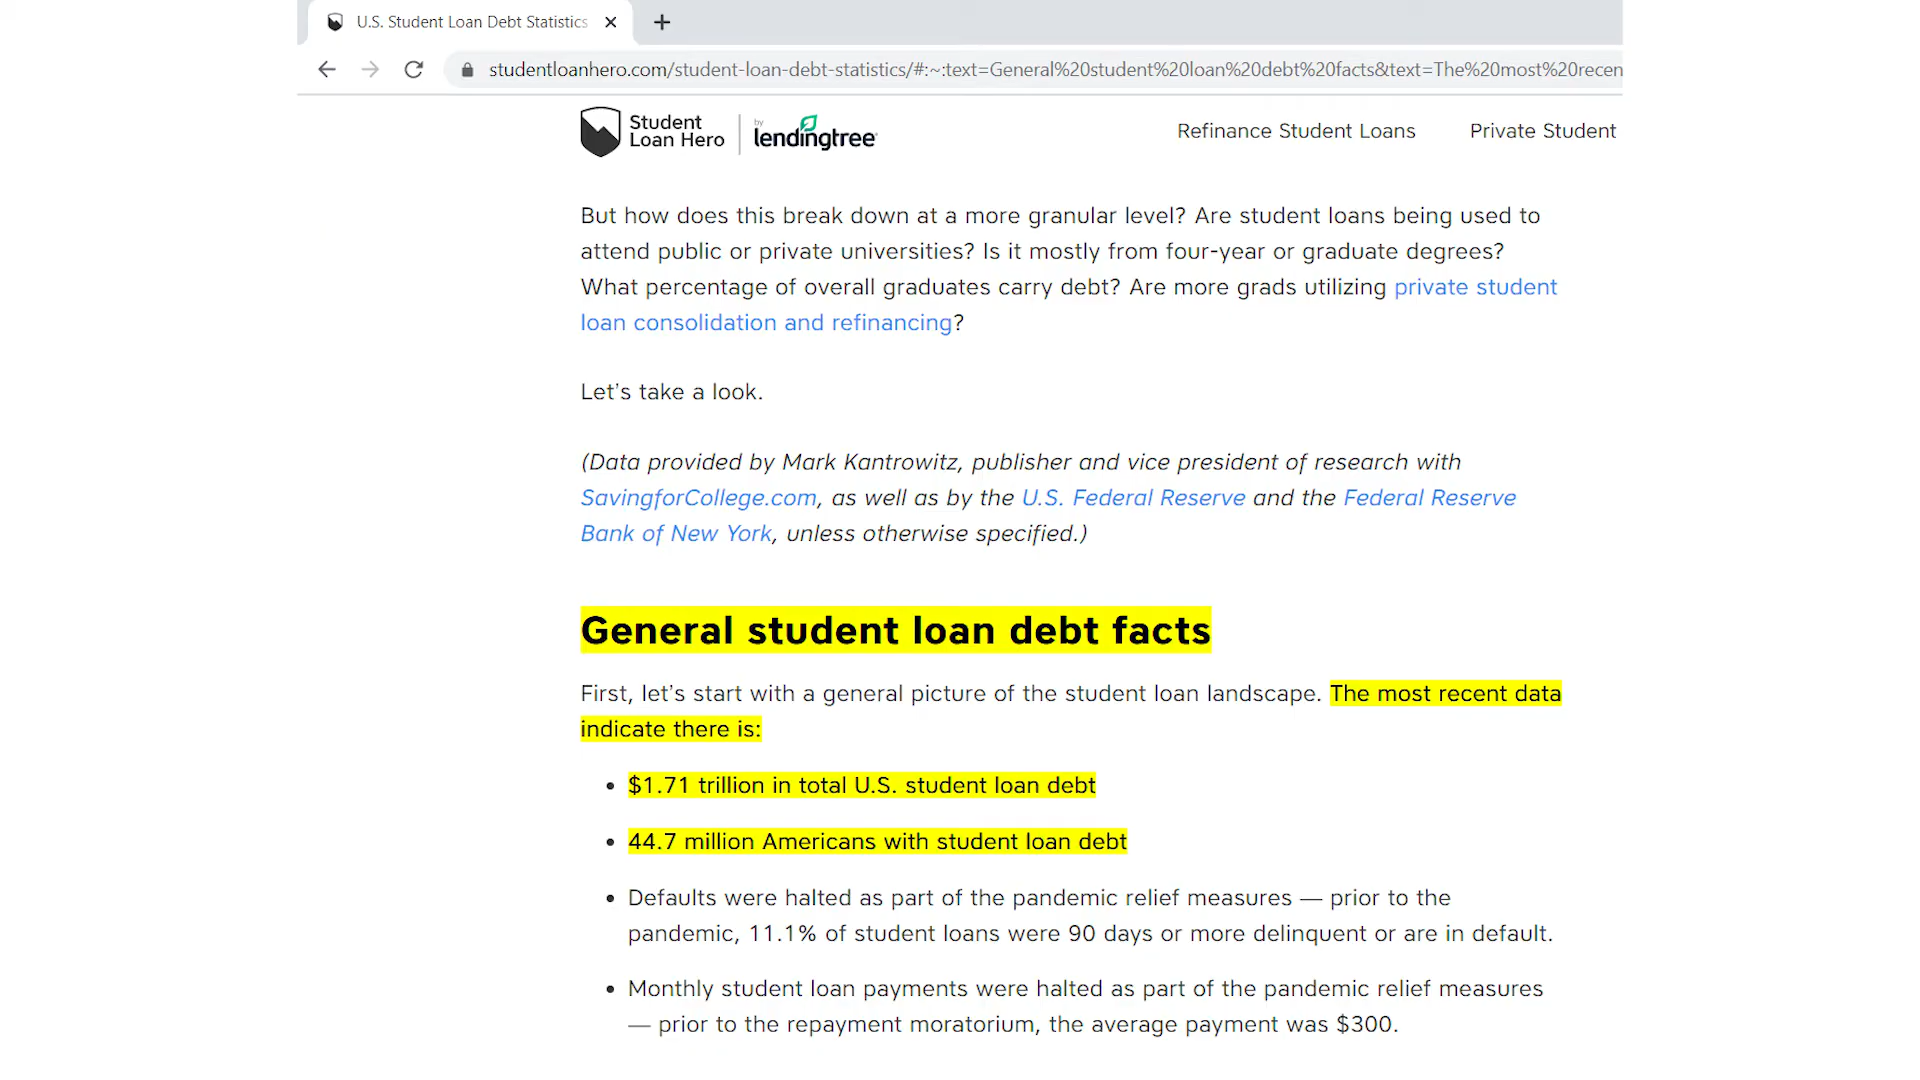 U.S. Student Loan Debt Statistics
studentloanhero.com/student-loan-debt-statistics/#:~:text=General%20student%20loan%20debt%20facts&text=The%20most%20recen
Student
Loan Hero
by
lendingtree
Refinance Student Loans
Private Student
But how does this break down at a more granular level? Are student loans being used to
attend public or private universities? Is it mostly from four-year or graduate degrees?
What percentage of overall graduates carry debt? Are more grads utilizing private student
loan consolidation and refinancing?
Let’s take a look.
(Data provided by Mark Kantrowitz, publisher and vice president of research with
SavingforCollege.com, as well as by the U.S. Federal Reserve and the Federal Reserve
Bank of New York, unless otherwise specified.)
General student loan debt facts
First, let’s start with a general picture of the student loan landscape. The most recent data
indicate there is:
• $1.71 trillion in total U.S. student loan debt
• 44.7 million Americans with student loan debt
• Defaults were halted as part of the pandemic relief measures — prior to the
pandemic, 11.1% of student loans were 90 days or more delinquent or are in default.
• Monthly student loan payments were halted as part of the pandemic relief measures
— prior to the repayment moratorium, the average payment was $300.